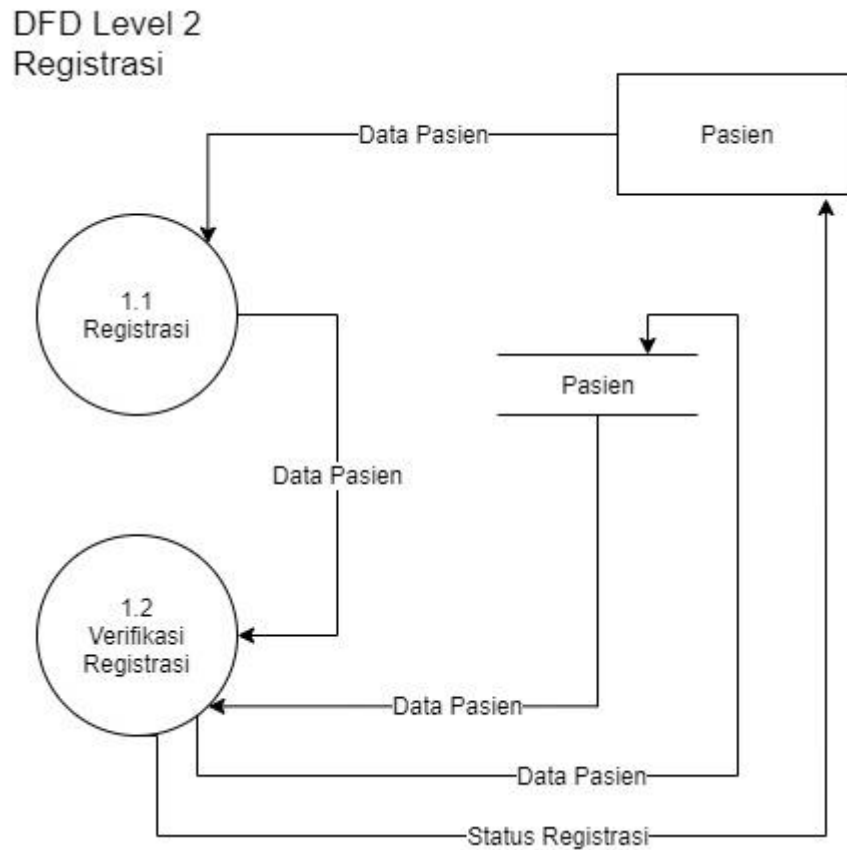 DFD Level 2
Registrasi
Data Pasien
Pasien
1.1
Registrasi
Pasien
Data Pasien
1.2
Verifikasi
Registrasi
Data Pasien
Data Pasien
Status Registrasi